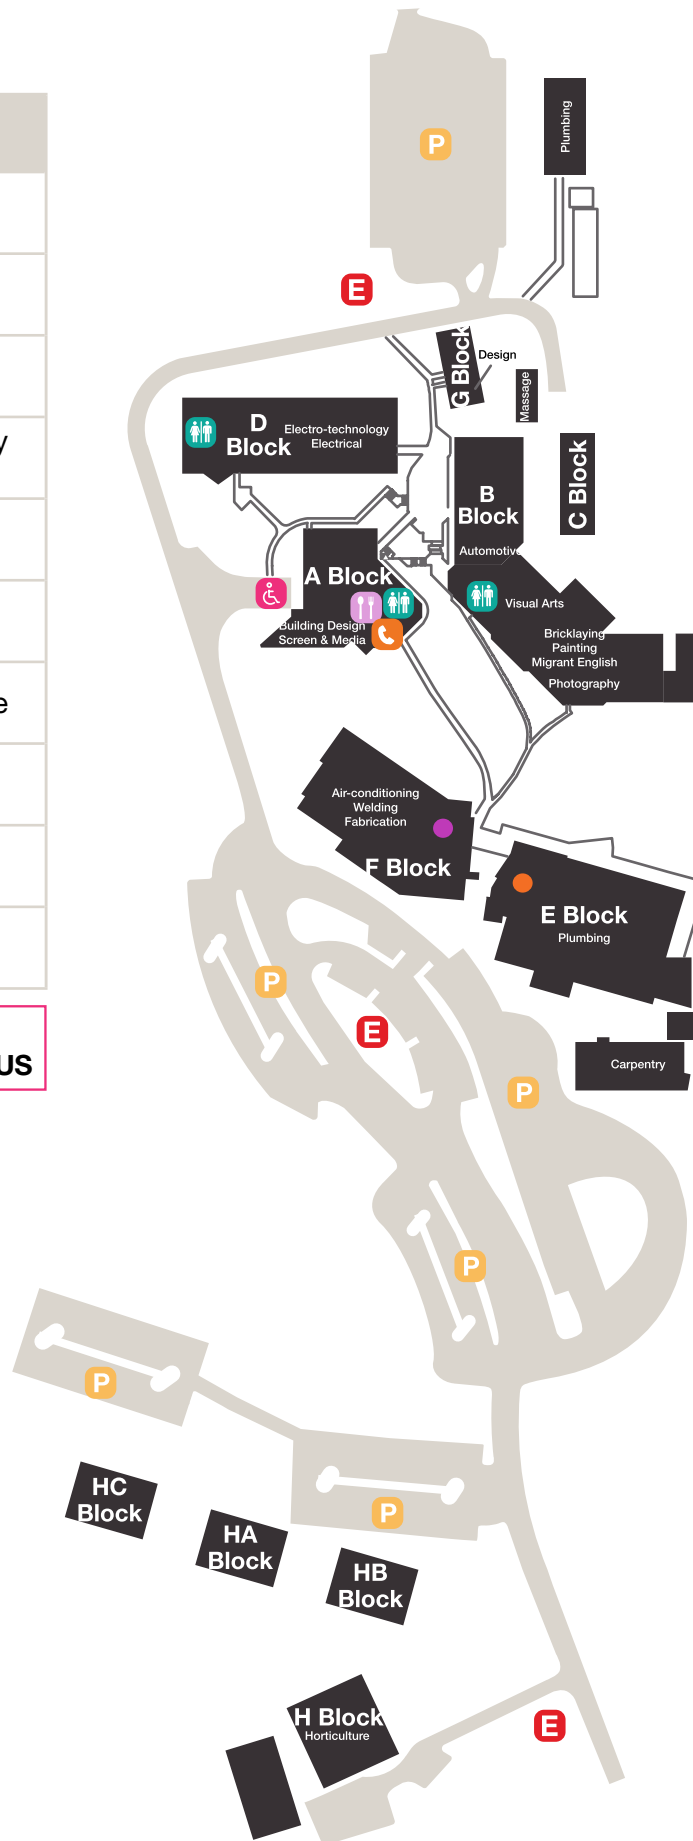 P
Plumbing
E
G Block
Design
Massage
D
Block
Electro-technology
Electrical
C Block
B
Block
Automotive
A Block
Building Design
Screen & Media
Visual Arts
Bricklaying
Painting
Migrant English
Photography
y
e
Air-conditioning
Welding
Fabrication
F Block
E Block
Plumbing
P
E
US
Carpentry
P
P
P
HC
Block
P
HA
Block
HB
Block
H Block
Horticulture
E